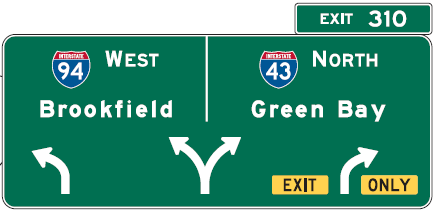 EXIT 310
INTERSTATE 94 WEST
Brookfield
INTERSTATE 43 NORTH
Green Bay
EXIT ONLY